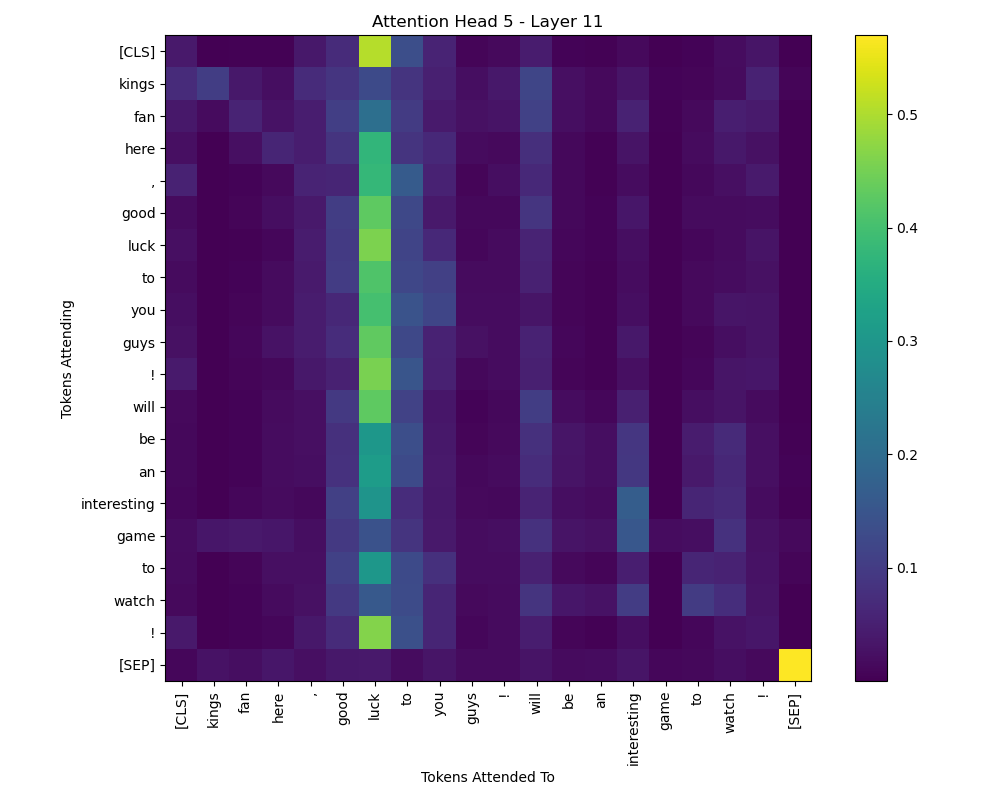 Attention Head 5 - Layer 11
Tokens Attending
[CLS]
kings
fan
here
,
good
luck
to
you
guys
!
will
be
an
interesting
game
to
watch
!
[SEP]
[CLS]
kings
fan
here
,
good
luck
to
you
guys
!
will
be
an
interesting
game
to
watch
!
[SEP]
Tokens Attended To
0.5
0.4
0.3
0.2
0.1